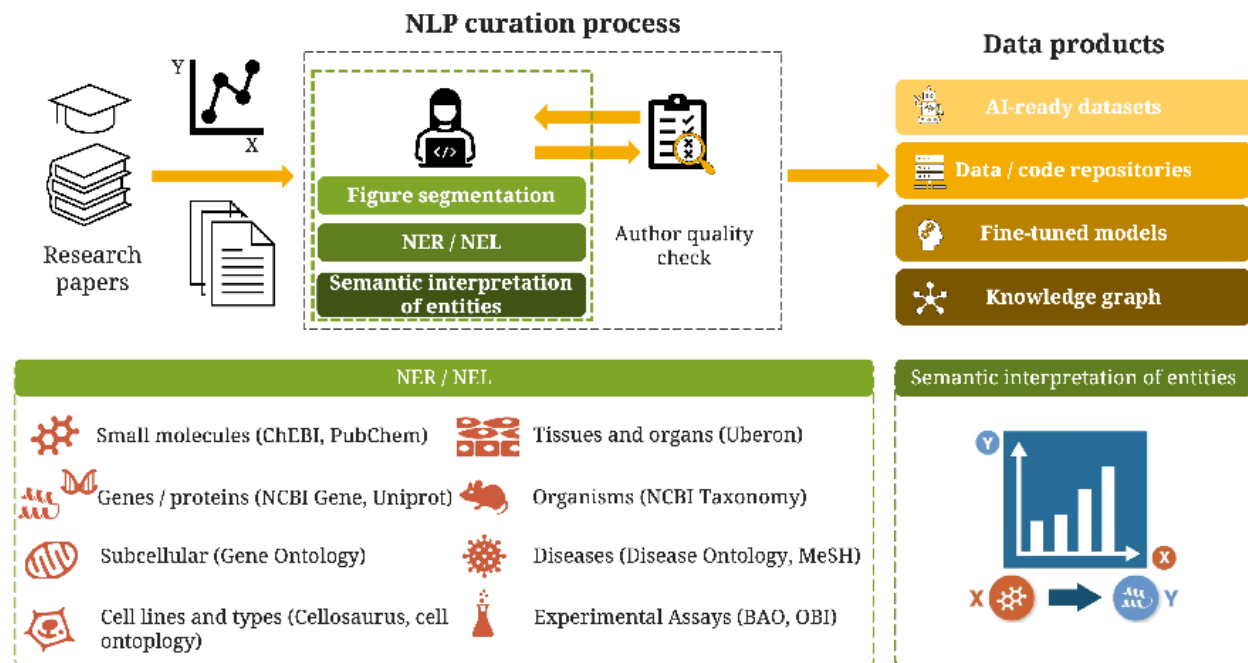 NLP curation process
Data products
Y
X
Research
papers
</>
Figure segmentation
NER / NEL
Semantic interpretation
of entities
Author quality
check
AI-ready datasets
Data / code repositories
Fine-tuned models
Knowledge graph
NER / NEL
Small molecules (ChEBI, PubChem)
Tissues and organs (Uberon)
Genes / proteins (NCBI Gene, Uniprot)
Organisms (NCBI Taxonomy)
Subcellular (Gene Ontology)
Diseases (Disease Ontology, MeSH)
Cell lines and types (Cellosaurus, cell
ontoplogy)
Experimental Assays (BAO, OBI)
Semantic interpretation of entities
Y
X
X
Y